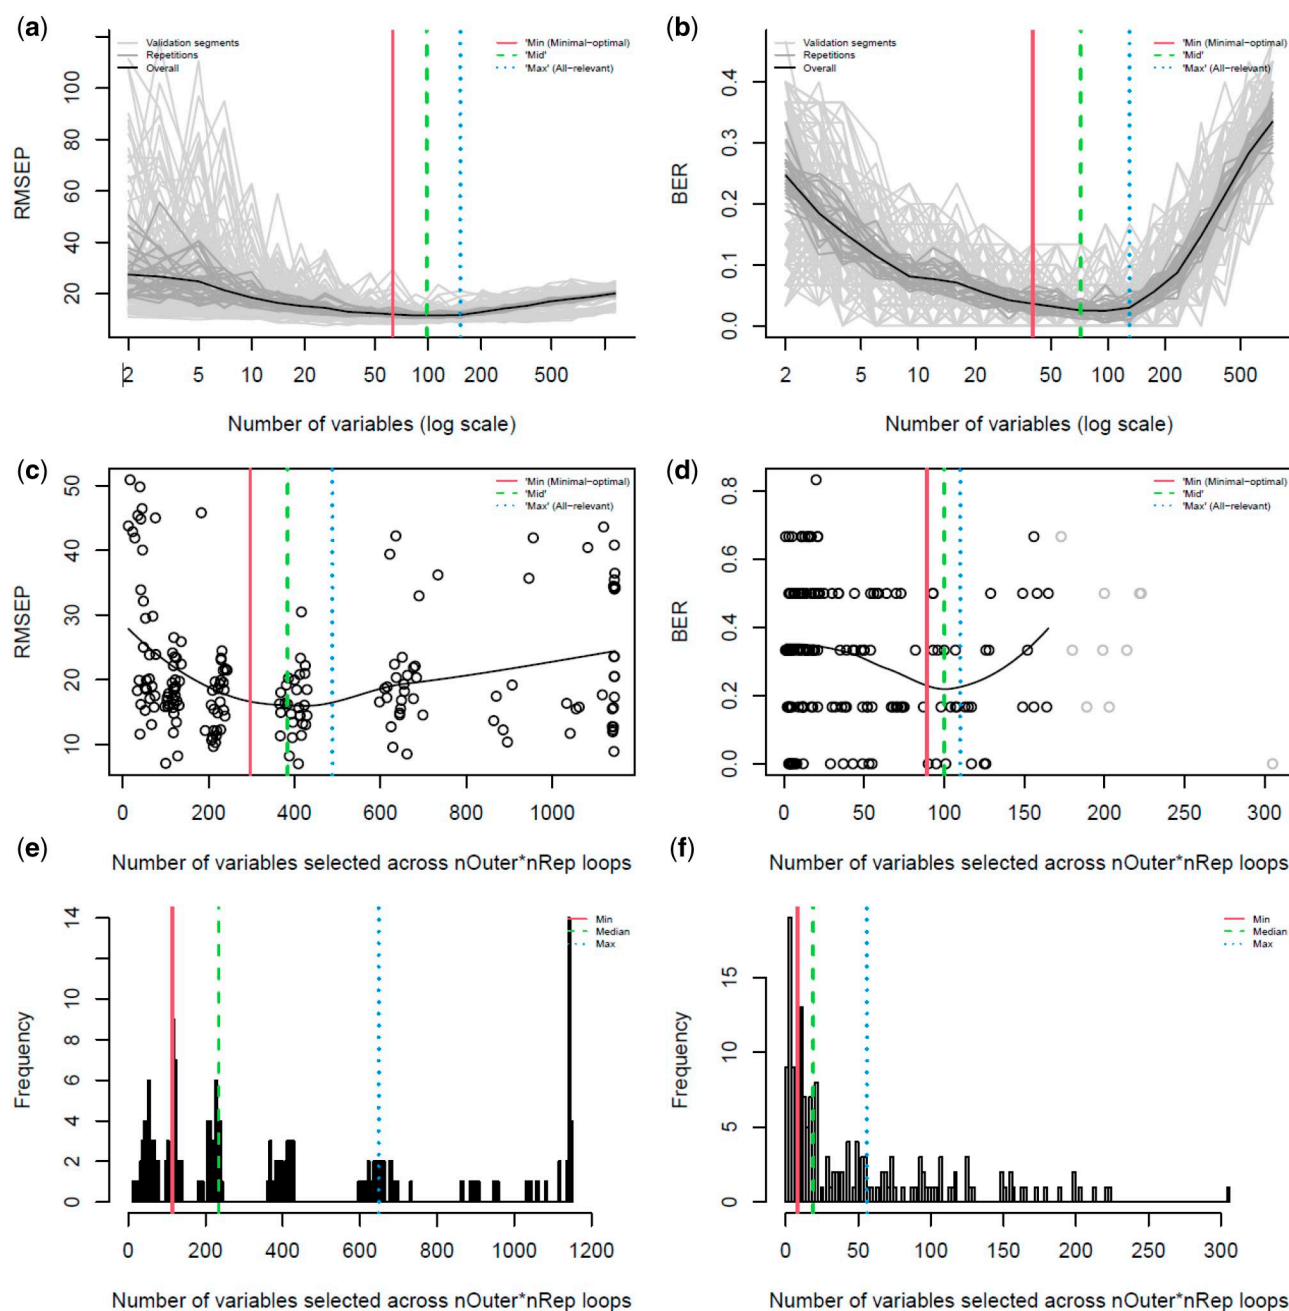 (a)
Validation segments
Repetitions
Overall
'Min (Minimal-optimal)
'Mid'
'Max' (All-relevant)
RMSEP
100
80
60
40
20
2 5 10 20 50 100 200 500
Number of variables (log scale)
(b)
Validation segments
Repetitions
Overall
'Min (Minimal-optimal)
'Mid'
'Max' (All-relevant)
BER
0.4
0.3
0.2
0.1
0.0
2 5 10 20 50 100 200 500
Number of variables (log scale)
(c)
'Min (Minimal-optimal)
'Mid'
'Max' (All-relevant)
RMSEP
50
40
30
20
10
0 200 400 600 800 1000
Number of variables selected across nOuter*nRep loops
(d)
'Min (Minimal-optimal)
'Mid'
'Max' (All-relevant)
BER
0.8
0.6
0.4
0.2
0.0
0 50 100 150 200 250 300
Number of variables selected across nOuter*nRep loops
(e)
Min
Median
Max
Frequency
14
12
10
8
6
4
2
0
0 200 400 600 800 1000 1200
Number of variables selected across nOuter*nRep loops
(f)
Min
Median
Max
Frequency
15
10
5
0
0 50 100 150 200 250 300
Number of variables selected across nOuter*nRep loops